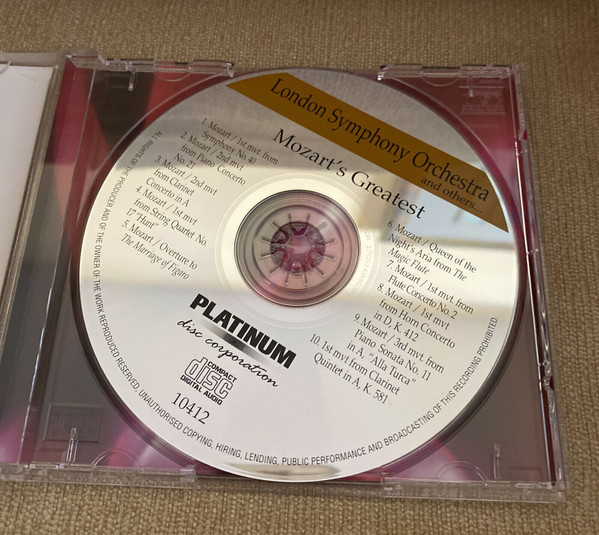 London Symphony Orchestra
and others...
Mozart's Greatest
1. Mozart / 1st mvt. from
Symphony No. 40
2. Mozart / 2nd mvt
from Piano Concerto
No. 21
3. Mozart / 2nd mvt
from Clarinet
Concerto in A
4. Mozart / 1st mvt
from String Quartet No.
17 "Hunt"
5. Mozart / Overture to
The Marriage of Figaro
6. Mozart / Queen of the
Night's Aria from The
Magic Flute
7. Mozart / 1st mvt. from
Flute Concerto No. 2
8. Mozart / 1st mvt
from Horn Concerto
in D, K. 412
9. Mozart / 3rd mvt. from
Piano Sonata No. 11
in A, "Alla Turca"
10. 1st mvt from Clarinet
Quintet in A, K. 581
PLATINUM
disc corporation
COMPACT
disc
DIGITAL AUDIO
10412
ALL RIGHTS OF THE PRODUCER AND OF THE OWNER OF THE WORK REPRODUCED RESERVED. UNAUTHORISED COPYING, HIRING, LENDING, PUBLIC PERFORMANCE AND BROADCASTING OF THIS RECORDING PROHIBITED